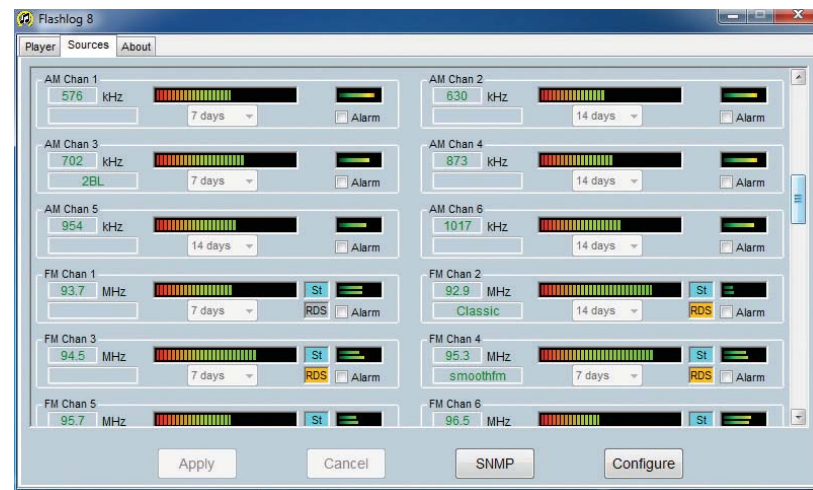 Flashlog 8
Player Sources About
AM Chan 1 AM Chan 2
576 kHz 630 kHz
7 days Alarm 14 days Alarm
AM Chan 3 AM Chan 4
702 kHz 873 kHz
2BL 7 days Alarm 14 days Alarm
AM Chan 5 AM Chan 6
954 kHz 1017 kHz
14 days Alarm 14 days Alarm
FM Chan 1 FM Chan 2
93.7 MHz St 92.9 MHz St
7 days RDS Alarm Classic 14 days RDS Alarm
FM Chan 3 FM Chan 4
94.5 MHz St 95.3 MHz St
7 days RDS Alarm smoothfm 7 days RDS Alarm
FM Chan 5 FM Chan 6
95.7 MHz St 96.5 MHz St
Apply Cancel SNMP Configure